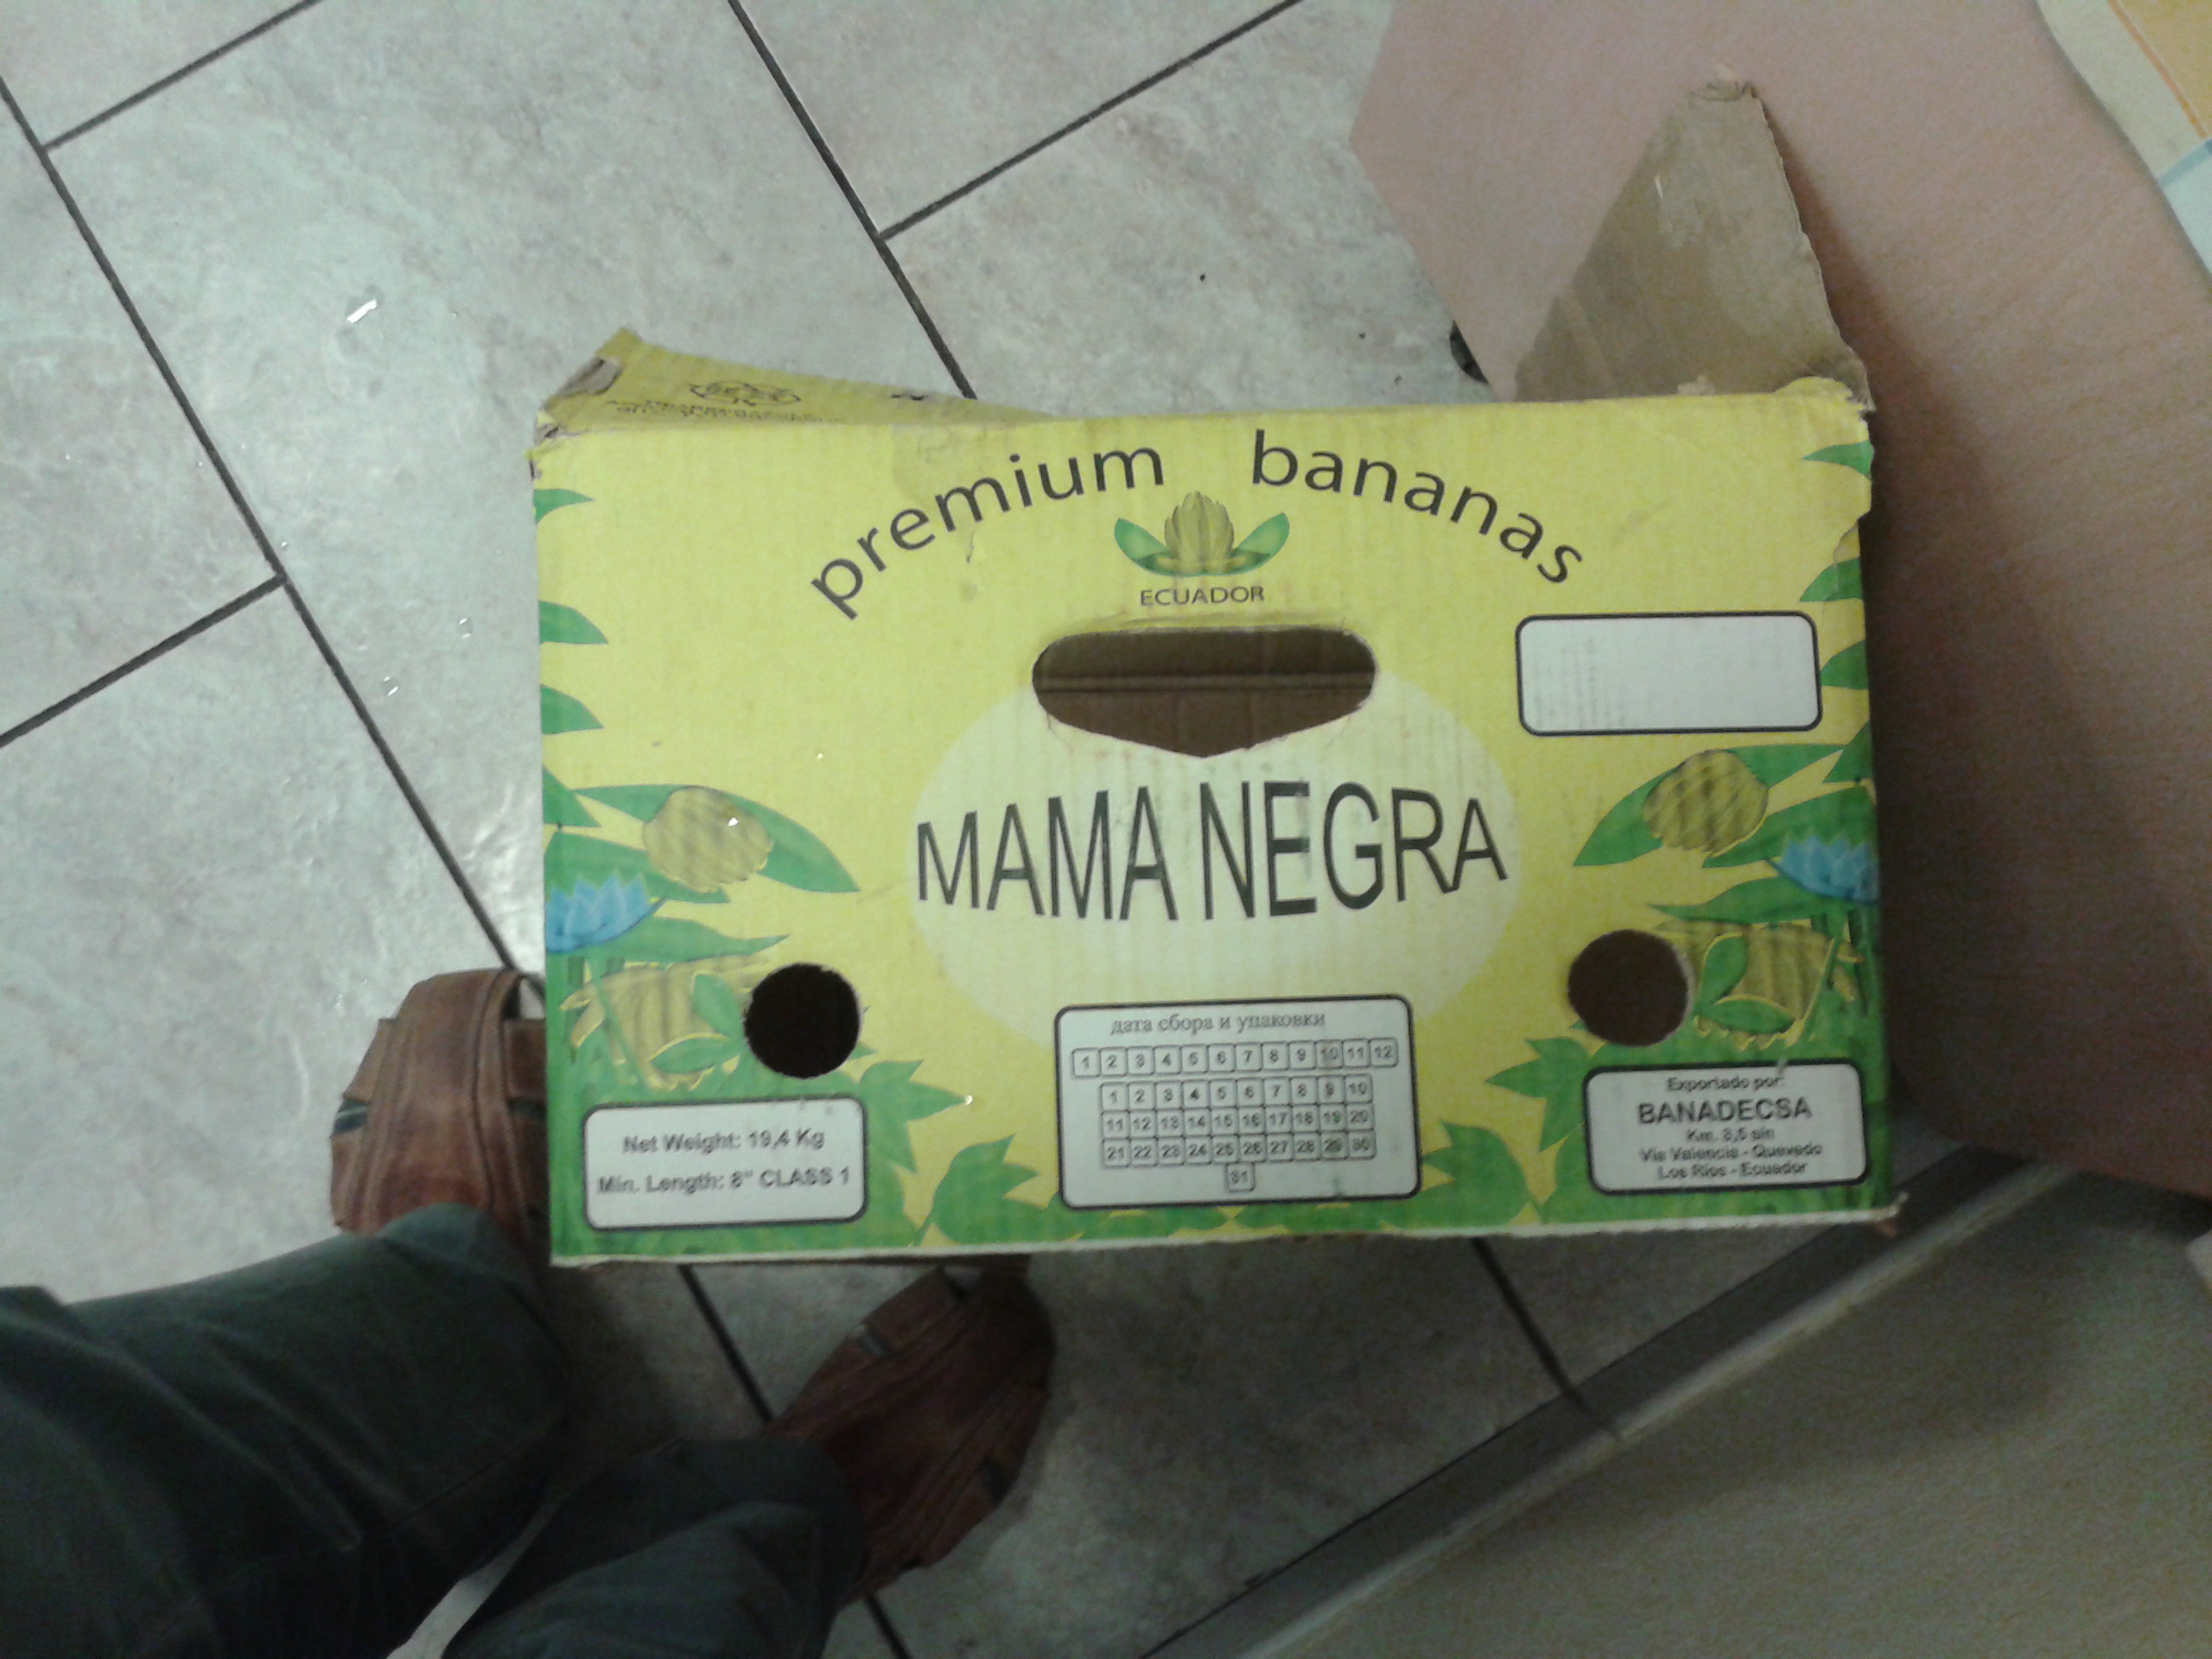 premium bananas
ECUADOR
MAMA NEGRA
дата сбора и упаковки
1 2 3 4 5 6 7 8 9 10 11 12
1 2 3 4 5 6 7 8 9 10
11 12 13 14 15 16 17 18 19 20
21 22 23 24 25 26 27 28 29 30
31
Net Weight: 19,4 Kg
Min. Length: 8" CLASS 1
Exportado por:
BANADECSA
Km. 3,5 s/n
Via Valencia - Quevedo
Los Rios - Ecuador